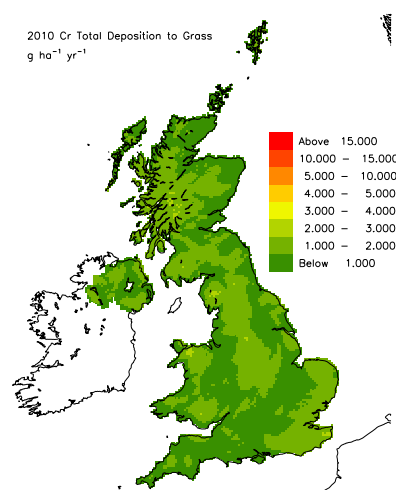 2010 Cr Total Deposition to Grass
g ha⁻¹ yr⁻¹
Above 15.000
10.000 – 15.000
5.000 – 10.000
4.000 – 5.000
3.000 – 4.000
2.000 – 3.000
1.000 – 2.000
Below 1.000